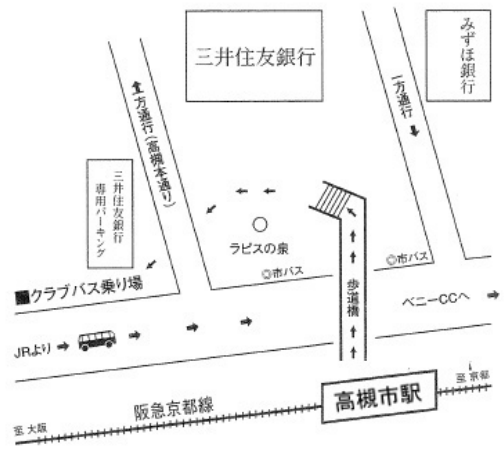 三井住友銀行
みずほ銀行
一方通行(高槻本通り)
一方通行
三井住友銀行
専用パーキング
ラピスの泉
◎市バス
◎市バス
クラブバス乗り場
歩道橋
ベニーCCへ
JRより
高槻市駅
至 京都
阪急京都線
至 大阪